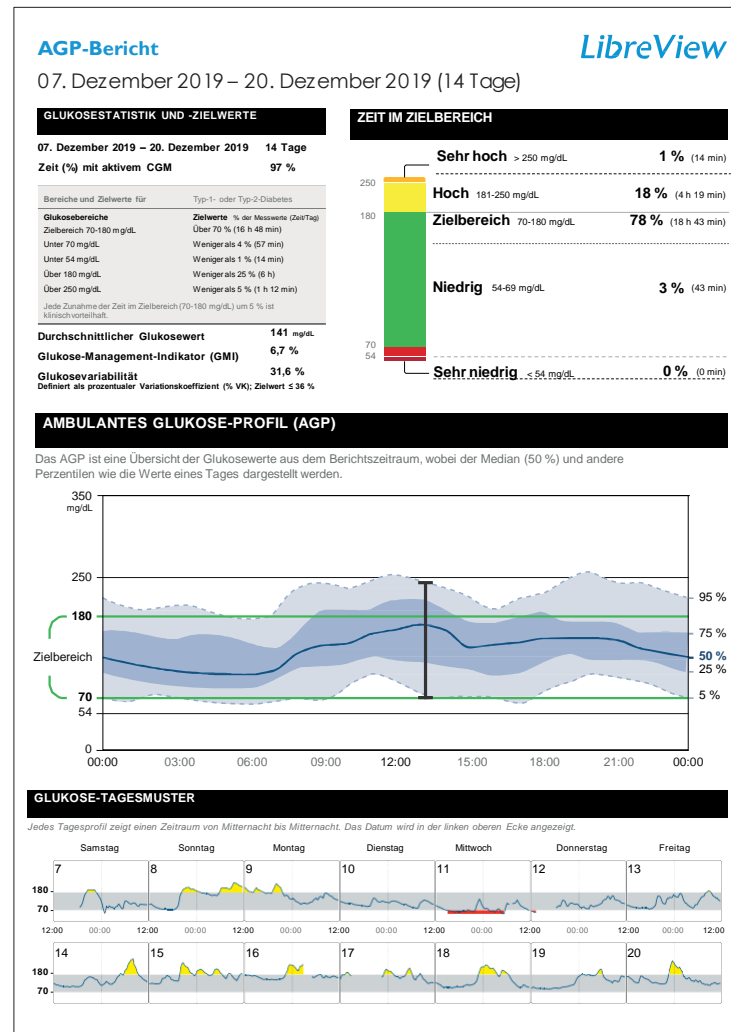 AGP-Bericht
LibreView
07. Dezember 2019 – 20. Dezember 2019 (14 Tage)
GLUKOSESTATISTIK UND -ZIELWERTE
07. Dezember 2019 – 20. Dezember 2019 14 Tage
Zeit (%) mit aktivem CGM 97 %
Bereiche und Zielwerte für Typ-1- oder Typ-2-Diabetes
Glukosebereiche Zielwerte % der Messwerte (Zeit/Tag)
Zielbereich 70-180 mg/dL Über 70 % (16 h 48 min)
Unter 70 mg/dL Weniger als 4 % (57 min)
Unter 54 mg/dL Weniger als 1 % (14 min)
Über 180 mg/dL Weniger als 25 % (6 h)
Über 250 mg/dL Weniger als 5 % (1 h 12 min)
Jede Zunahme der Zeit im Zielbereich (70-180 mg/dL) um 5 % ist
klinisch vorteilhaft.
Durchschnittlicher Glukosewert 141 mg/dL
Glukose-Management-Indikator (GMI) 6,7 %
Glukosevariabilität 31,6 %
Definiert als prozentualer Variationskoeffizient (% VK); Zielwert ≤ 36 %
ZEIT IM ZIELBEREICH
Sehr hoch > 250 mg/dL 1 % (14 min)
250
Hoch 181-250 mg/dL 18 % (4 h 19 min)
180
Zielbereich 70-180 mg/dL 78 % (18 h 43 min)
Niedrig 54-69 mg/dL 3 % (43 min)
70
54
Sehr niedrig < 54 mg/dL 0 % (0 min)
AMBULANTES GLUKOSE-PROFIL (AGP)
Das AGP ist eine Übersicht der Glukosewerte aus dem Berichtszeitraum, wobei der Median (50 %) und andere
Perzentilen wie die Werte eines Tages dargestellt werden.
350
mg/dL
250
95 %
180
75 %
Zielbereich
50 %
25 %
70
5 %
54
0
00:00 03:00 06:00 09:00 12:00 15:00 18:00 21:00 00:00
GLUKOSE-TAGESMUSTER
Jedes Tagesprofil zeigt einen Zeitraum von Mitternacht bis Mitternacht. Das Datum wird in der linken oberen Ecke angezeigt.
Samstag Sonntag Montag Dienstag Mittwoch Donnerstag Freitag
7 8 9 10 11 12 13
180
70
12:00 00:00 12:00 00:00 12:00 00:00 12:00 00:00 12:00 00:00 12:00 00:00 12:00 00:00 12:00
14 15 16 17 18 19 20
180
70